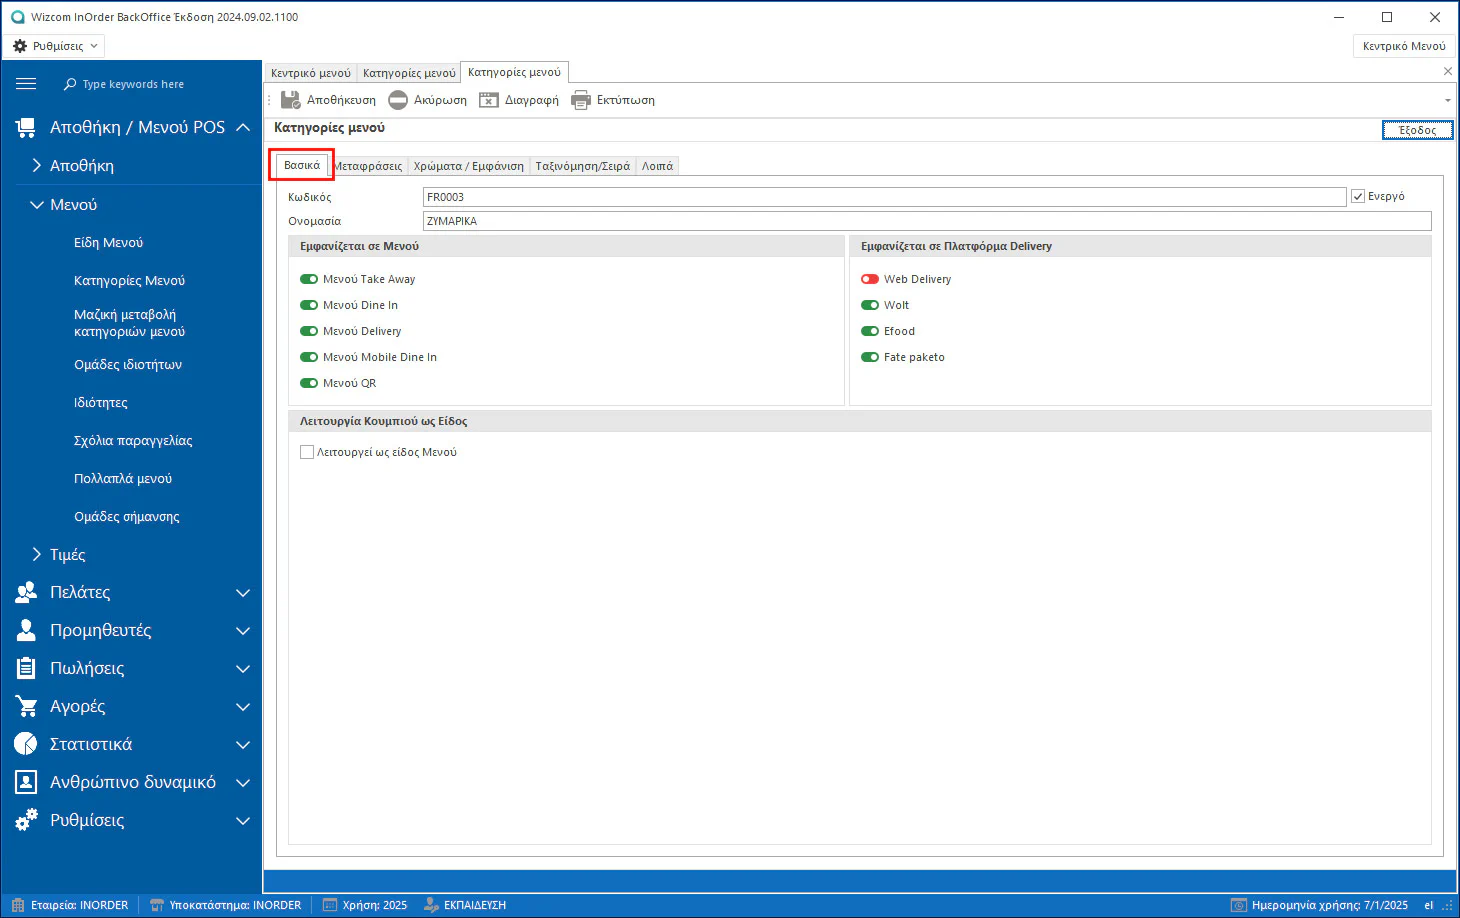 Wizcom InOrder BackOffice Έκδοση 2024.09.02.1100
Ρυθμίσεις
Κεντρικό Μενού
Type keywords here
Αποθήκη / Μενού POS
Αποθήκη
Μενού
Είδη Μενού
Κατηγορίες Μενού
Μαζική μεταβολή
κατηγοριών μενού
Ομάδες ιδιοτήτων
Ιδιότητες
Σχόλια παραγγελίας
Πολλαπλά μενού
Ομάδες σήμανσης
Τιμές
Πελάτες
Προμηθευτές
Πωλήσεις
Αγορές
Στατιστικά
Ανθρώπινο δυναμικό
Ρυθμίσεις
Κεντρικό μενού Κατηγορίες μενού Κατηγορίες μενού
Αποθήκευση Ακύρωση Διαγραφή Εκτύπωση
Κατηγορίες μενού
Έξοδος
Βασικά Μεταφράσεις Χρώματα / Εμφάνιση Ταξινόμηση/Σειρά Λοιπά
Κωδικός FR0003 Ενεργό
Ονομασία ΖΥΜΑΡΙΚΑ
Εμφανίζεται σε Μενού
Μενού Take Away
Μενού Dine In
Μενού Delivery
Μενού Mobile Dine In
Μενού QR
Εμφανίζεται σε Πλατφόρμα Delivery
Web Delivery
Wolt
Efood
Fate paketo
Λειτουργία Κουμπιού ως Είδος
Λειτουργεί ως είδος Μενού
Εταιρεία: INORDER Υποκατάστημα: INORDER Χρήση: 2025 ΕΚΠΑΙΔΕΥΣΗ Ημερομηνία χρήσης: 7/1/2025 el